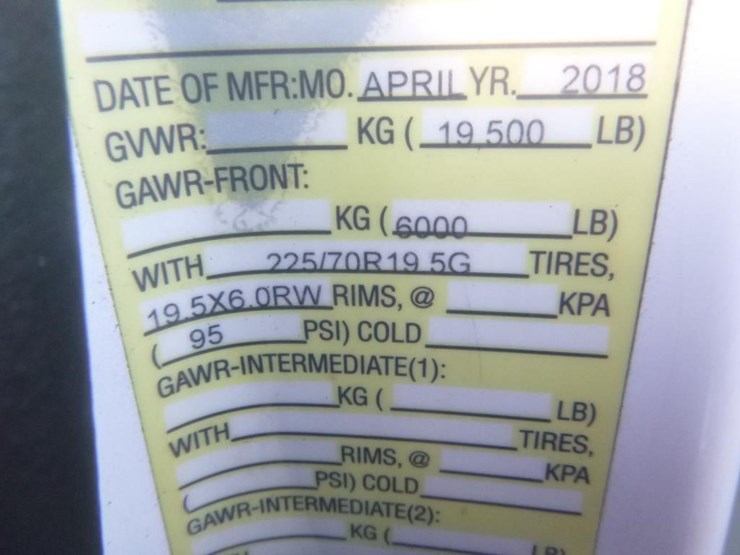 DATE OF MFR:MO. APRIL YR. 2018
GVWR: KG ( 19,500 LB)
GAWR-FRONT:
KG ( 6000 LB)
WITH 225/70R19.5G TIRES,
19.5X6.0RW RIMS, @ KPA
( 95 PSI) COLD
GAWR-INTERMEDIATE(1):
KG ( LB)
WITH TIRES,
RIMS, @ KPA
( PSI) COLD
GAWR-INTERMEDIATE(2):
KG ( LB)